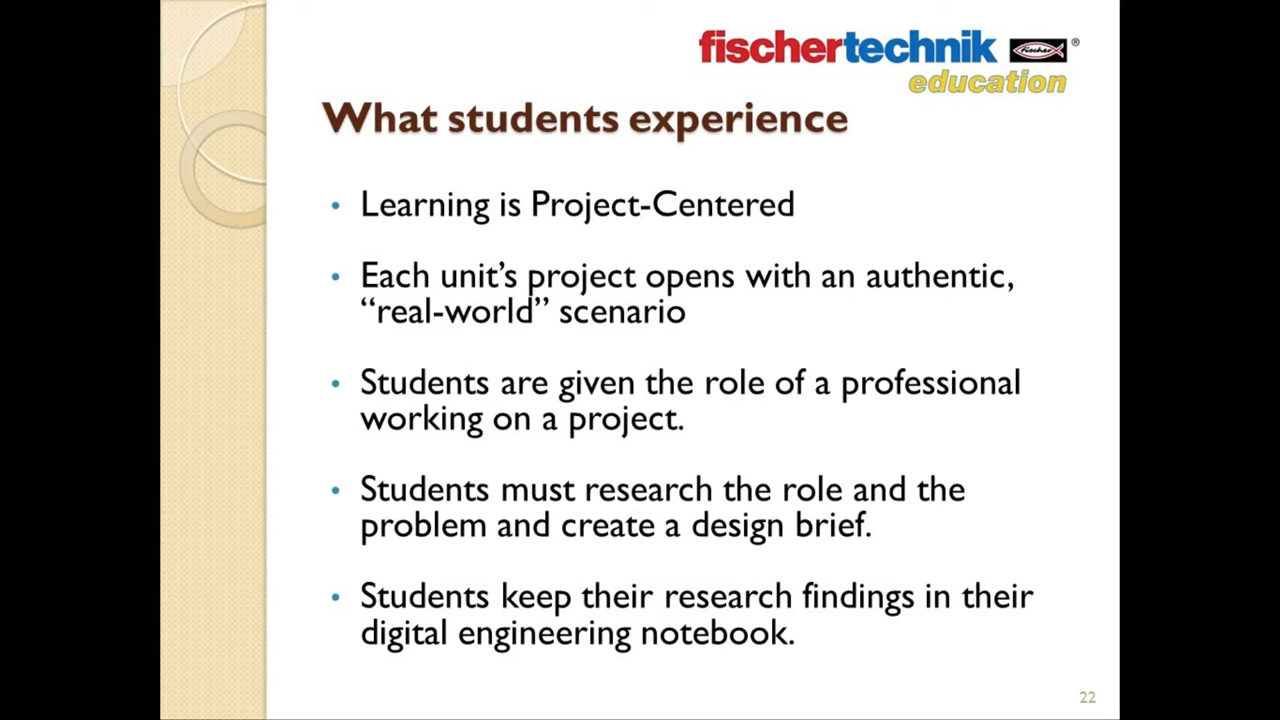 fischertechnik fischer ®
education
What students experience
• Learning is Project-Centered
• Each unit’s project opens with an authentic,
“real-world” scenario
• Students are given the role of a professional
working on a project.
• Students must research the role and the
problem and create a design brief.
• Students keep their research findings in their
digital engineering notebook.
22